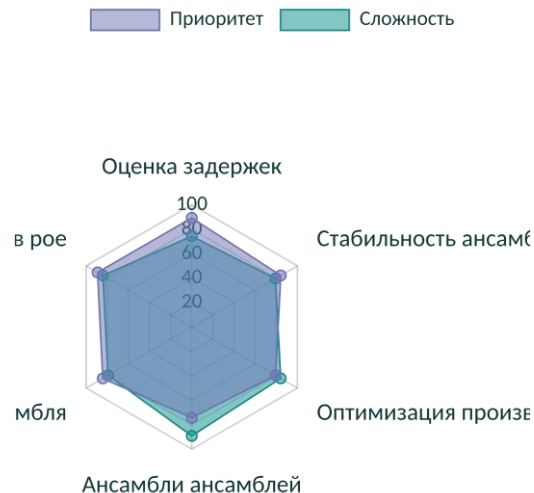 Приоритет Сложность
Оценка задержек
100
80
в рое
Стабильность ансамб
60
40
20
мбля
Оптимизация произв
Ансамбли ансамблей